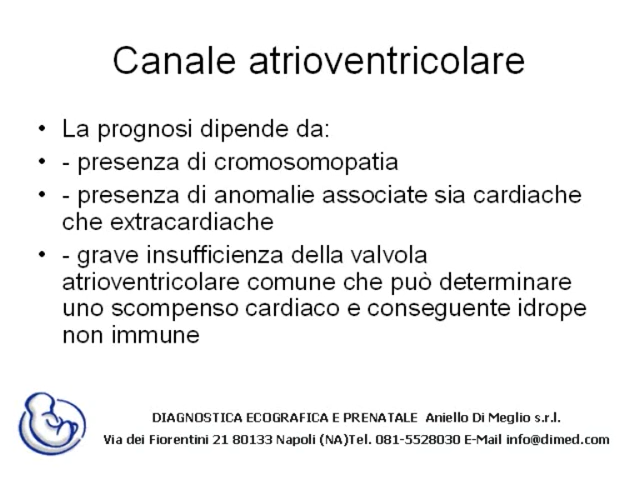 Canale atrioventricolare
• La prognosi dipende da:
• - presenza di cromosomopatia
• - presenza di anomalie associate sia cardiache
che extracardiache
• - grave insufficienza della valvola
atrioventricolare comune che può determinare
uno scompenso cardiaco e conseguente idrope
non immune
DIAGNOSTICA ECOGRAFICA E PRENATALE Aniello Di Meglio s.r.l.
Via dei Fiorentini 21 80133 Napoli (NA)Tel. 081-5528030 E-Mail info@dimed.com